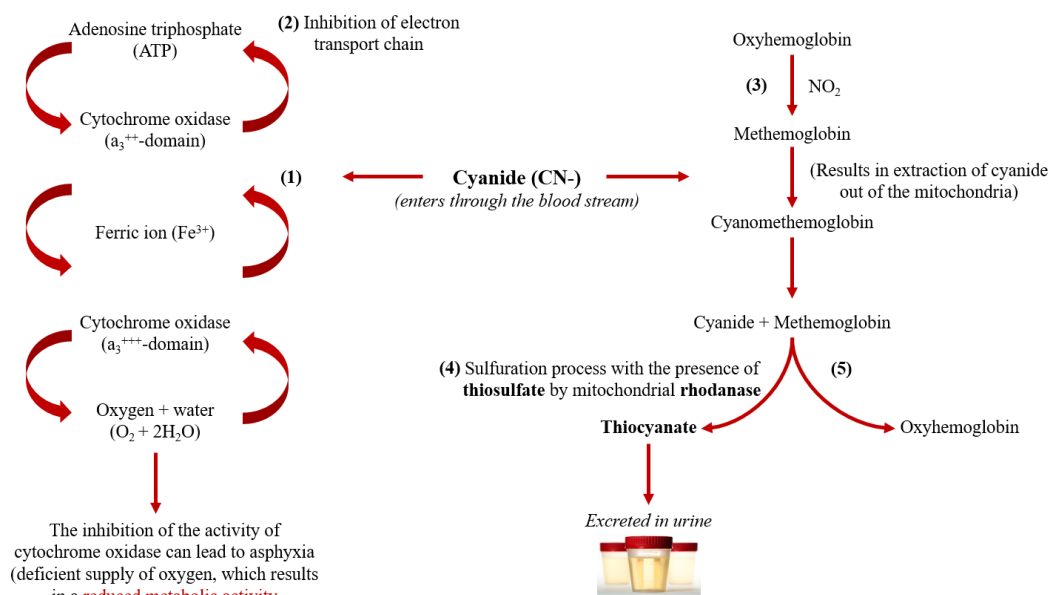 Adenosine triphosphate
(ATP)
(2) Inhibition of electron
transport chain
Cytochrome oxidase
(a₃⁺⁺-domain)
(1)
Ferric ion (Fe³⁺)
Cytochrome oxidase
(a₃⁺⁺⁺-domain)
Oxygen + water
(O₂ + 2H₂O)
The inhibition of the activity of
cytochrome oxidase can lead to asphyxia
(deficient supply of oxygen, which results
in a reduced metabolic activity
Cyanide (CN-)
(enters through the blood stream)
Oxyhemoglobin
(3)
NO₂
Methemoglobin
(Results in extraction of cyanide
out of the mitochondria)
Cyanomethemoglobin
Cyanide + Methemoglobin
(4) Sulfuration process with the presence of
thiosulfate by mitochondrial rhodanase
(5)
Thiocyanate
Oxyhemoglobin
Excreted in urine